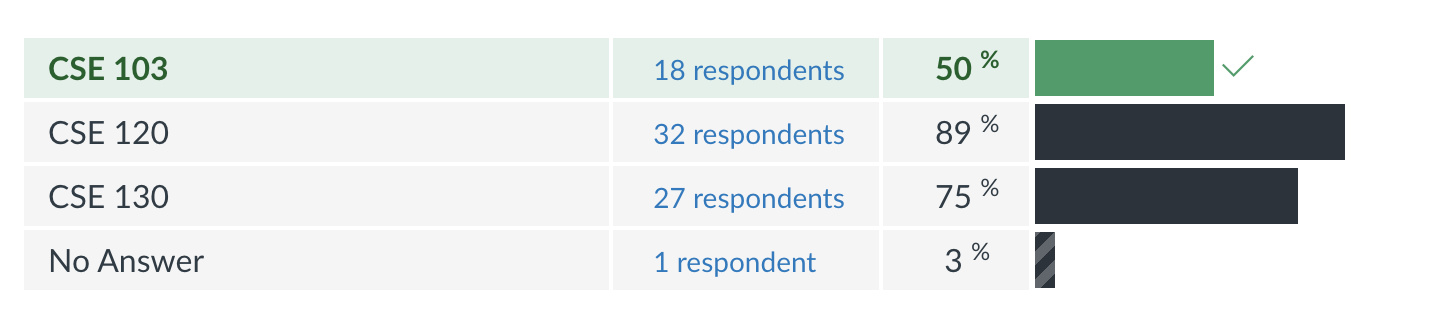 CSE 103 18 respondents 50 %
CSE 120 32 respondents 89 %
CSE 130 27 respondents 75 %
No Answer 1 respondent 3 %